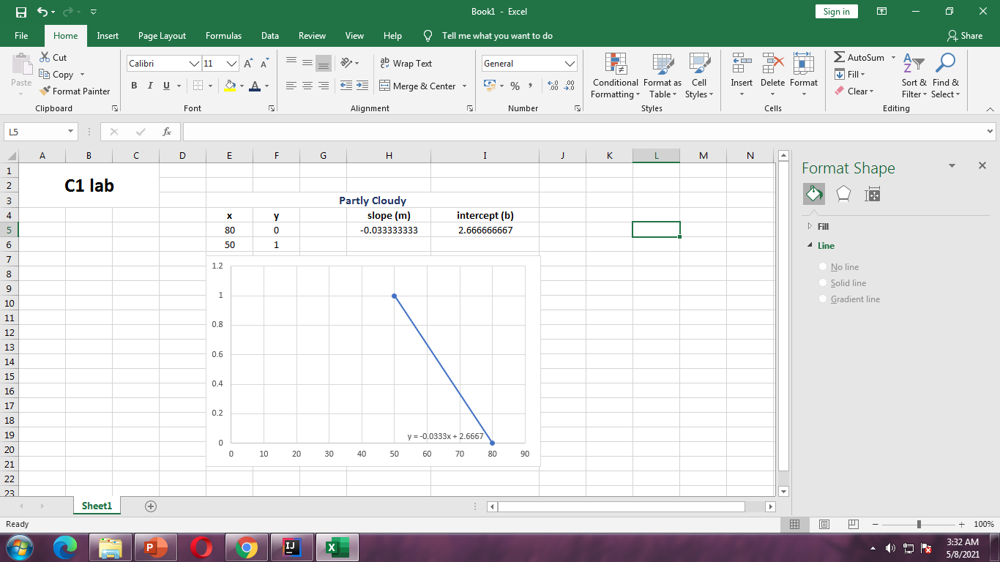 Book1 - Excel
Sign in
File Home Insert Page Layout Formulas Data Review View Help Tell me what you want to do Share
Paste
Cut
Copy
Format Painter
Clipboard
Calibri 11
B I U
Font
Wrap Text
Merge & Center
Alignment
General
Number
Conditional Formatting
Format as Table
Cell Styles
Styles
Insert Delete Format
Cells
AutoSum
Fill
Clear
Sort & Filter
Find & Select
Editing
L5 fx
A B C D E F G H I J K L M N
1
2 C1 lab
3 Partly Cloudy
4 x y slope (m) intercept (b)
5 80 0 -0.033333333 2.666666667
6 50 1
7
8
9
10
11
12
13
14
15
16
17
18
19
20
21
22
23
1.2
1
0.8
0.6
0.4
0.2
0
y = -0.0333x + 2.6667
0 10 20 30 40 50 60 70 80 90
Format Shape
Fill
Line
No line
Solid line
Gradient line
Sheet1
Ready
100%
3:32 AM
5/8/2021